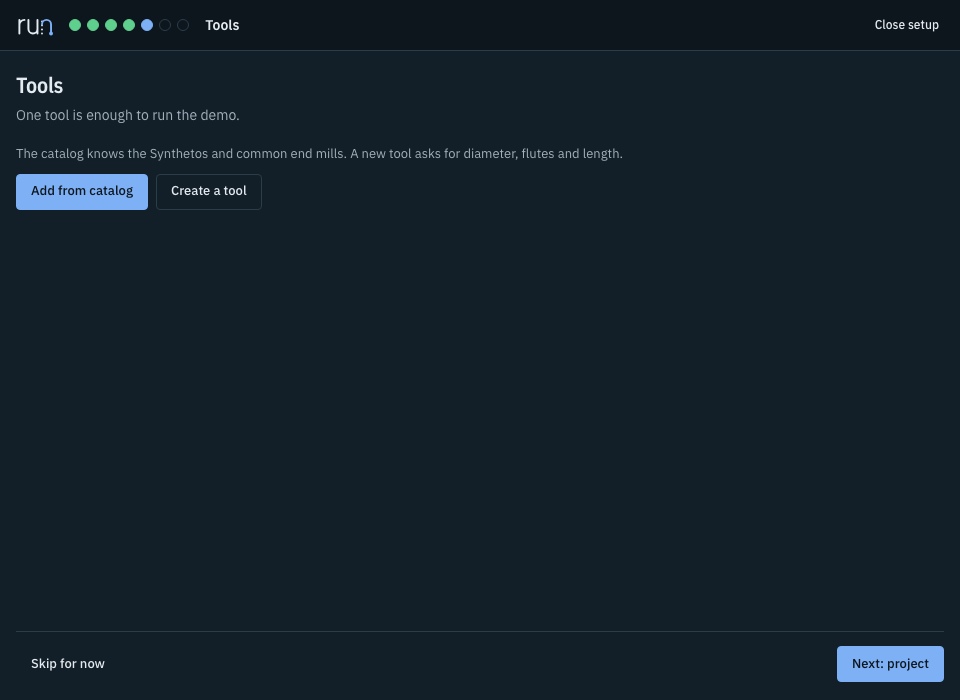 run
Tools
Close setup
Tools
One tool is enough to run the demo.
The catalog knows the Synthetos and common end mills. A new tool asks for diameter, flutes and length.
Add from catalog
Create a tool
Skip for now
Next: project